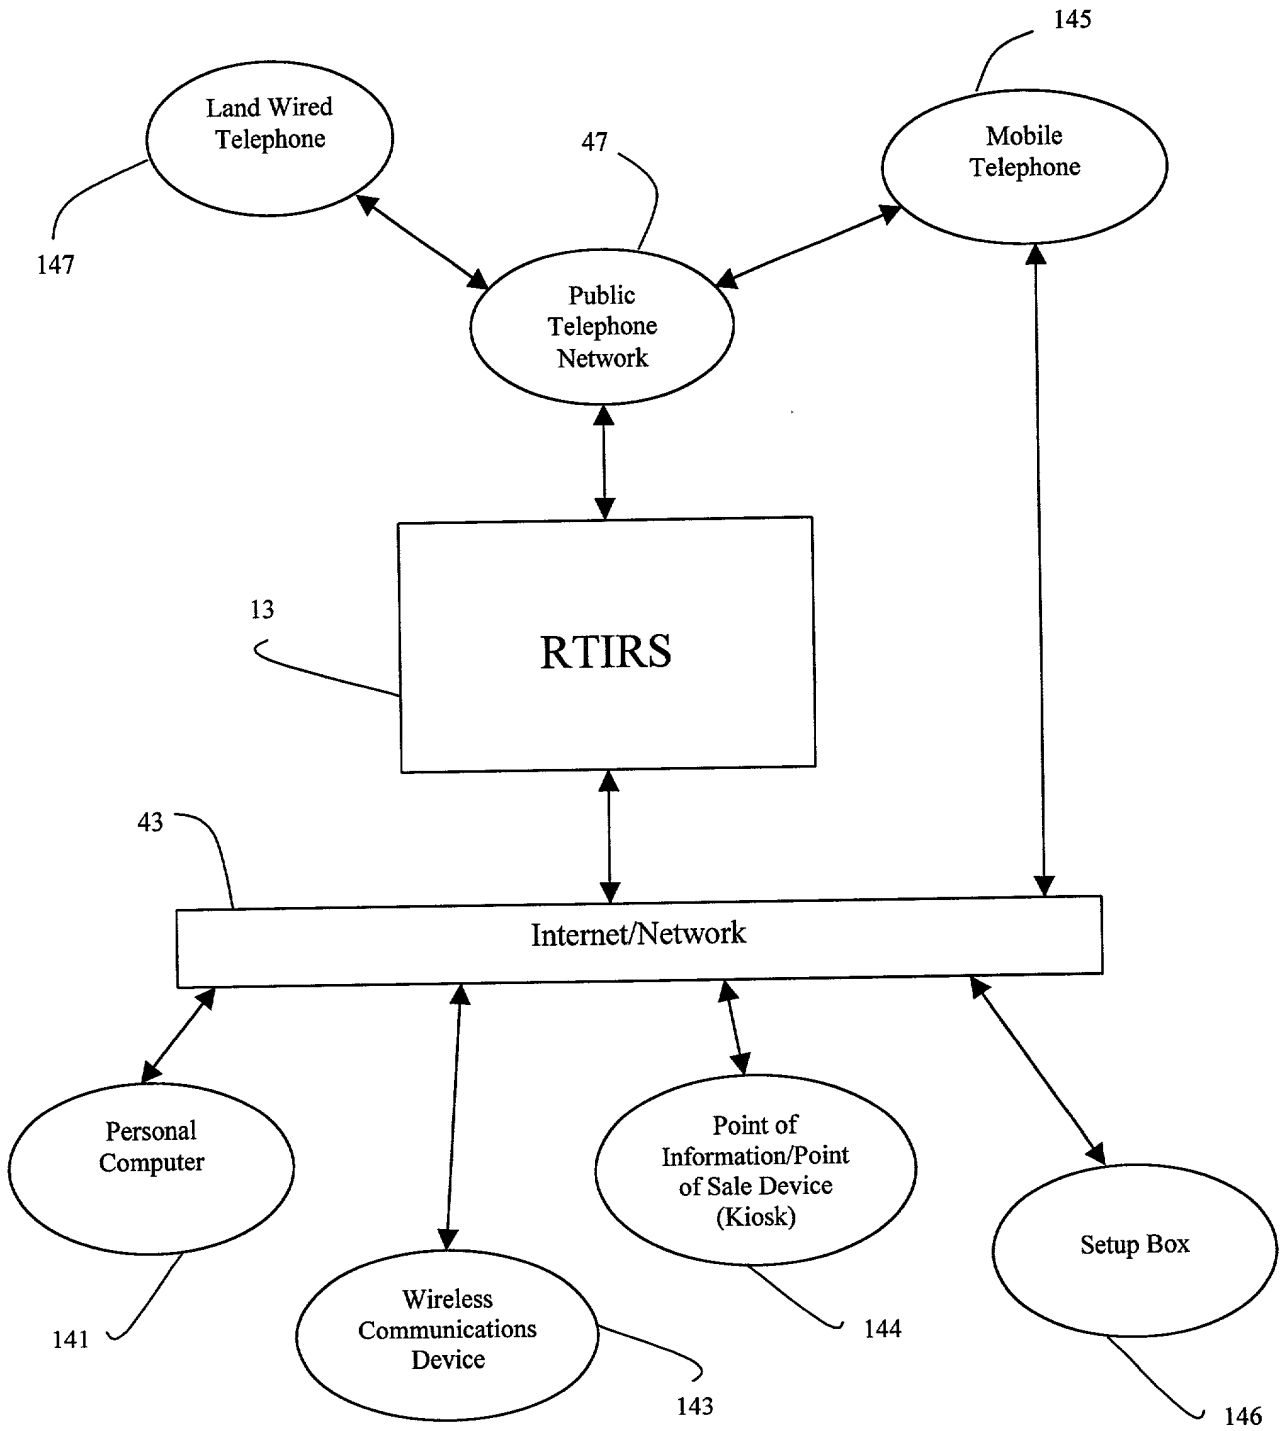 145
Land Wired
Telephone
47
Mobile
Telephone
147
Public
Telephone
Network
13
RTIRS
43
Internet/Network
Personal
Computer
Point of
Information/Point
of Sale Device
(Kiosk)
Setup Box
Wireless
Communications
Device
141
144
143
146